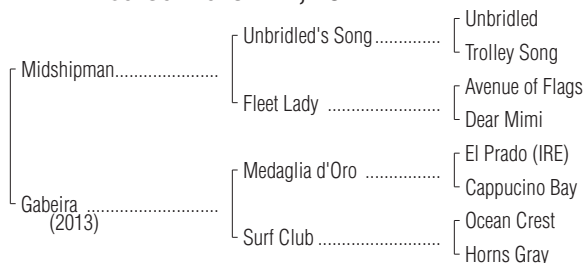 Unbridled
Unbridled's Song..............
Trolley Song
Midshipman......................
Avenue of Flags
Fleet Lady ........................
Dear Mimi
El Prado (IRE)
Medaglia d'Oro ................
Cappucino Bay
Gabeira ............................
(2013)
Ocean Crest
Surf Club ..........................
Horns Gray